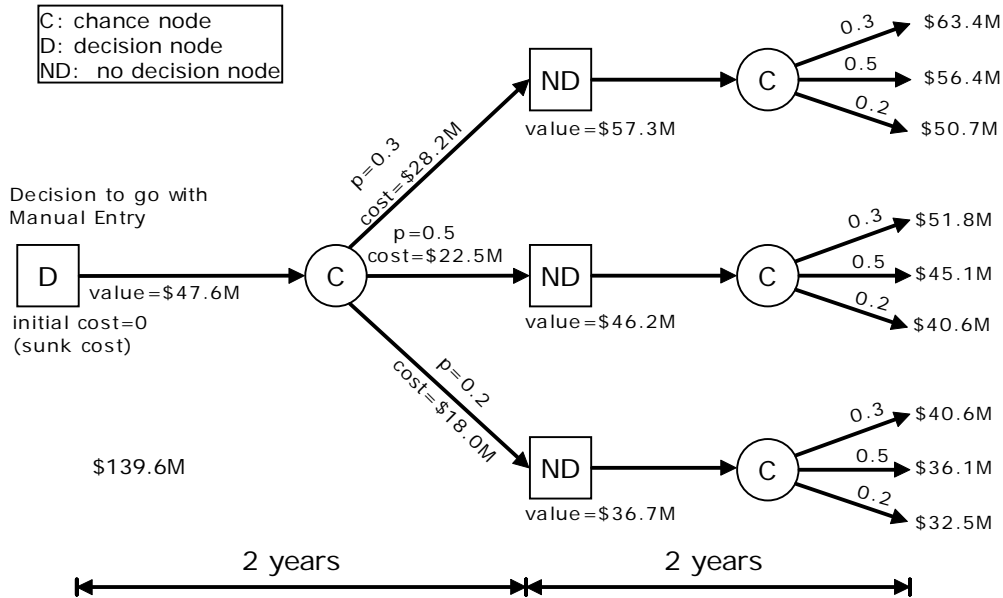 C: chance node
D: decision node
ND: no decision node
Decision to go with
Manual Entry
D
value=$47.6M
initial cost=0
(sunk cost)
C
p=0.3
cost=$28.2M
p=0.5
cost=$22.5M
p=0.2
cost=$18.0M
ND
value=$57.3M
C
0.3
$63.4M
0.5
$56.4M
0.2
$50.7M
ND
value=$46.2M
C
0.3
$51.8M
0.5
$45.1M
0.2
$40.6M
ND
value=$36.7M
C
0.3
$40.6M
0.5
$36.1M
0.2
$32.5M
$139.6M
2 years
2 years